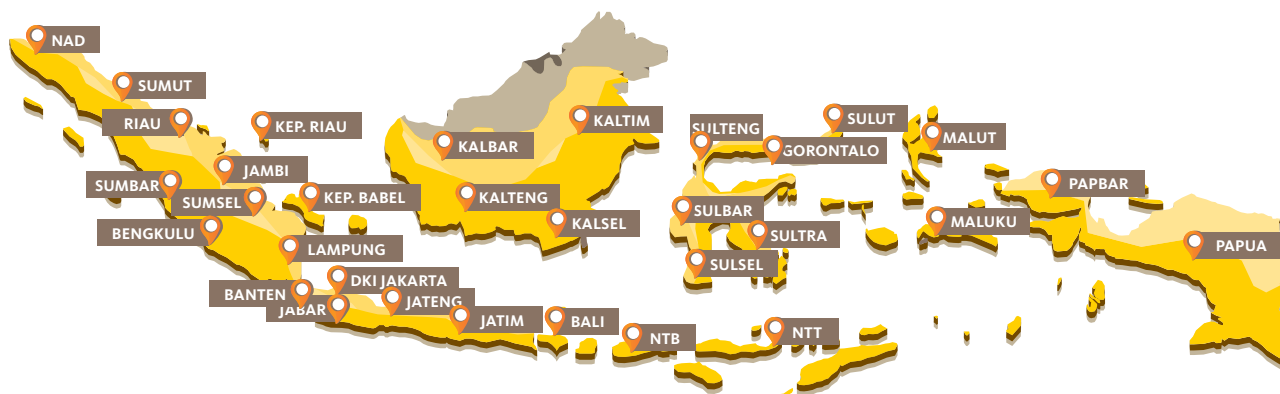 NAD
SUMUT
RIAU
KEP. RIAU
JAMBI
SUMBAR
SUMSEL
KEP. BABEL
BENGKULU
LAMPUNG
DKI JAKARTA
BANTEN
JABAR
JATENG
JATIM
BALI
NTB
NTT
KALBAR
KALTIM
KALTENG
KALSEL
SULTENG
SULUT
GORONTALO
SULBAR
SULTRA
SULSEL
MALUT
MALUKU
PAPBAR
PAPUA